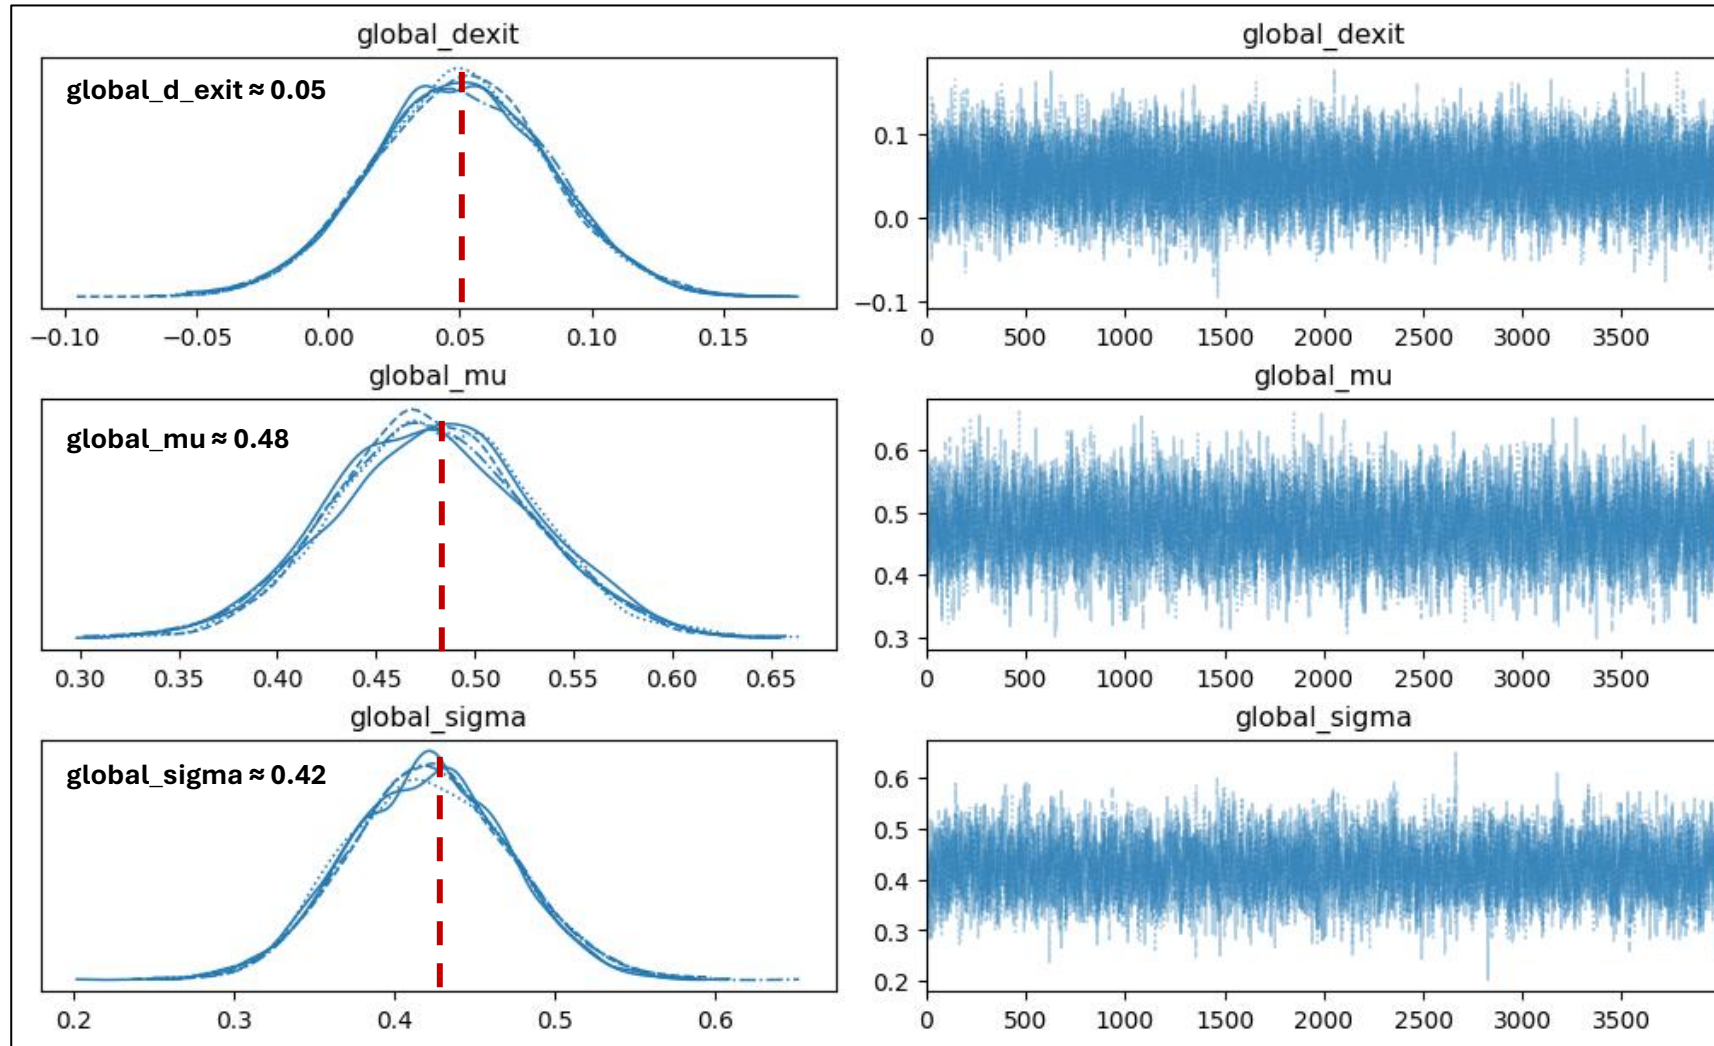 global_dexit
global_d_exit ≈ 0.05
−0.10 −0.05 0.00 0.05 0.10 0.15
global_dexit
0.1
0.0
−0.1
0 500 1000 1500 2000 2500 3000 3500
global_mu
global_mu ≈ 0.48
0.30 0.35 0.40 0.45 0.50 0.55 0.60 0.65
global_mu
0.6
0.5
0.4
0.3
0 500 1000 1500 2000 2500 3000 3500
global_sigma
global_sigma ≈ 0.42
0.2 0.3 0.4 0.5 0.6
global_sigma
0.6
0.5
0.4
0.3
0.2
0 500 1000 1500 2000 2500 3000 3500